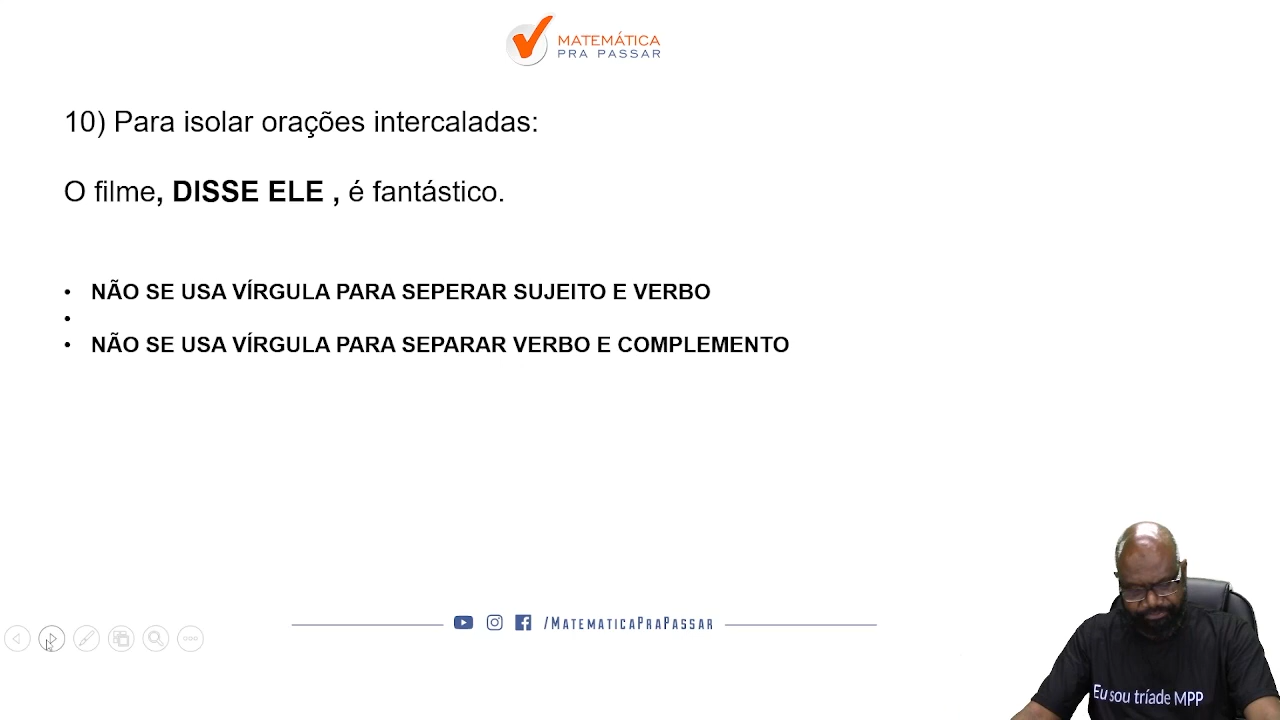 MATEMÁTICA
PRA PASSAR
10) Para isolar orações intercaladas:
O filme, DISSE ELE , é fantástico.
• NÃO SE USA VÍRGULA PARA SEPERAR SUJEITO E VERBO
•
• NÃO SE USA VÍRGULA PARA SEPARAR VERBO E COMPLEMENTO
/MATEMATICAPRAPASSAR
Eu sou tríade MPP